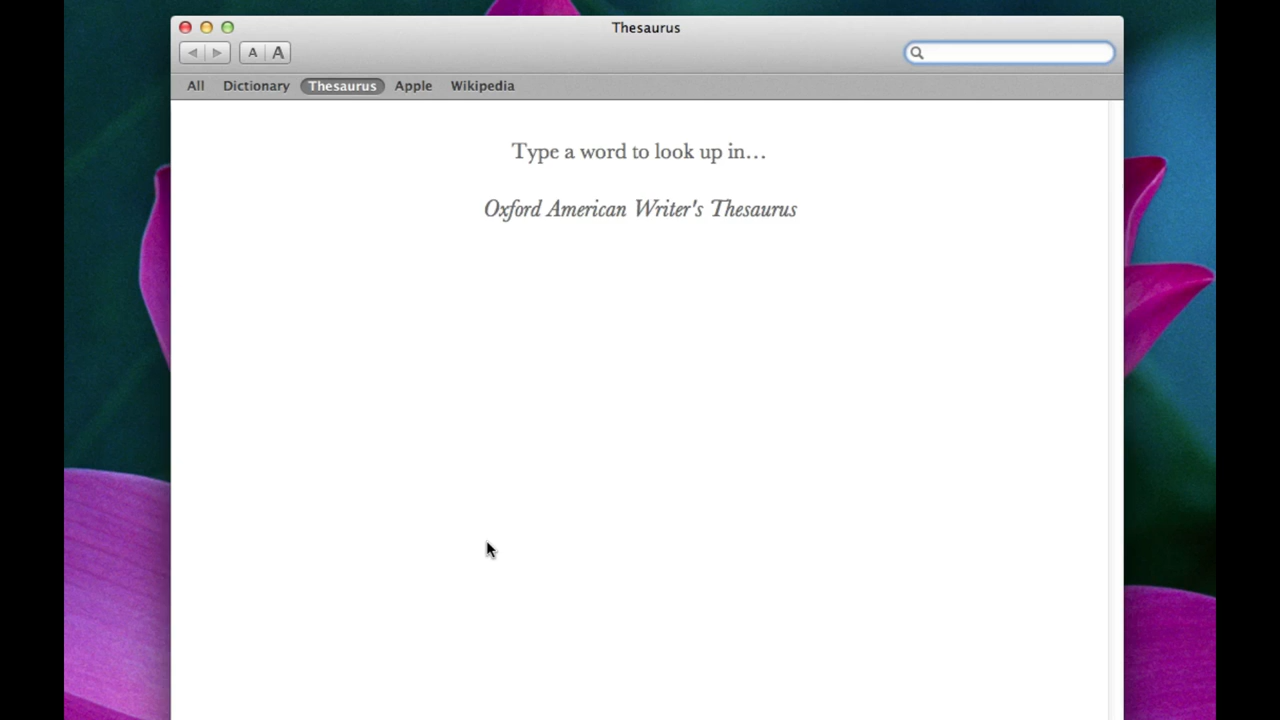 Thesaurus
A A
All Dictionary Thesaurus Apple Wikipedia
Type a word to look up in…
Oxford American Writer's Thesaurus